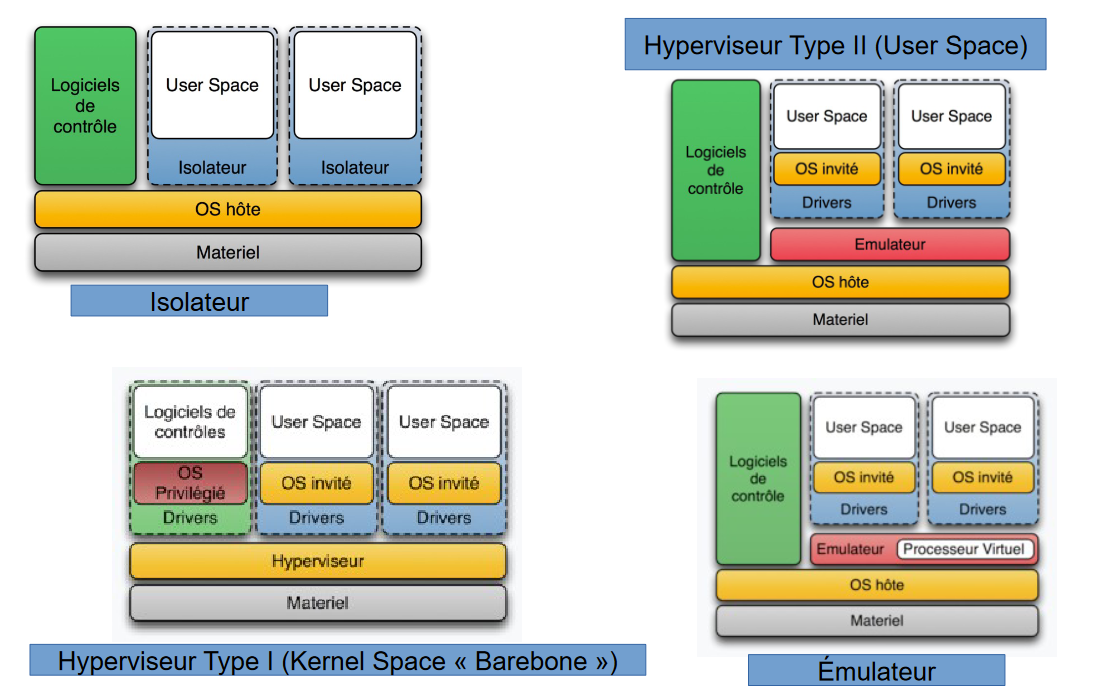 Logiciels
de
contrôle
User Space
User Space
Isolateur
Isolateur
OS hôte
Materiel
Isolateur
Hyperviseur Type II (User Space)
Logiciels
de
contrôle
User Space
User Space
OS invité
OS invité
Drivers
Drivers
Emulateur
OS hôte
Materiel
Logiciels de
contrôles
User Space
User Space
OS
Privilégié
OS invité
OS invité
Drivers
Drivers
Drivers
Hyperviseur
Materiel
Hyperviseur Type I (Kernel Space « Barebone »)
Logiciels
de
contrôle
User Space
User Space
OS invité
OS invité
Drivers
Drivers
Emulateur
Processeur Virtuel
OS hôte
Materiel
Émulateur